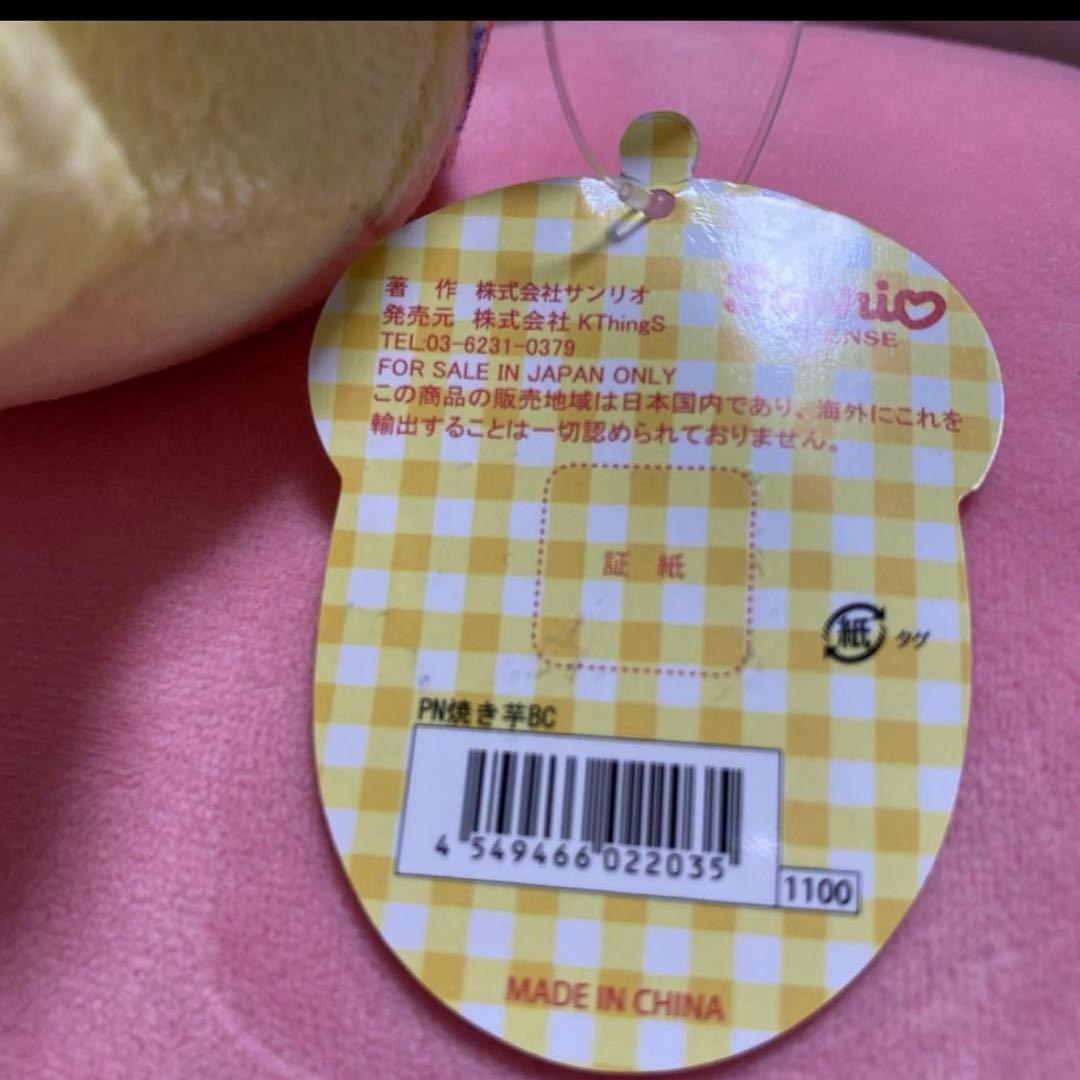 著 作 株式会社サンリオ
発売元 株式会社 KThingS
TEL:03-6231-0379
FOR SALE IN JAPAN ONLY
この商品の販売地域は日本国内であり、海外にこれを
輸出することは一切認められておりません。
証 紙
紙 タグ
PN焼き芋BC
4 549466 022035
1100
MADE IN CHINA